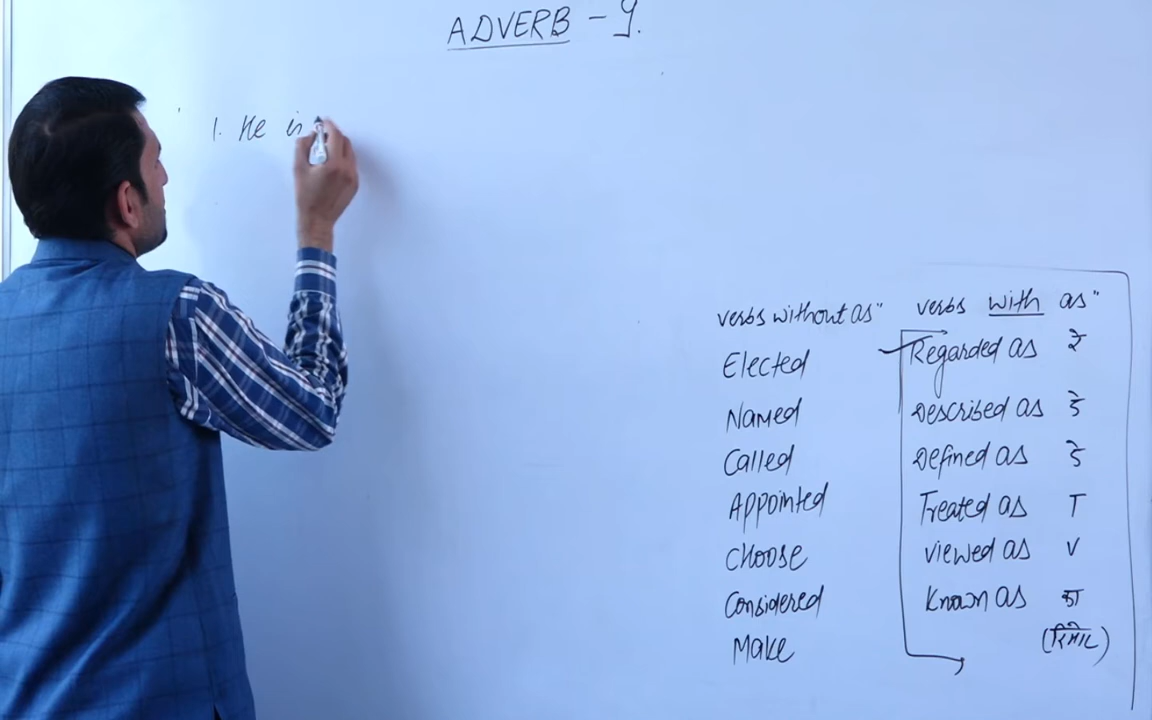 ADVERB - 9.
1. He is
verbs without as"
Elected
Named
Called
Appointed
Choose
Considered
Make
verbs with as"
Regarded as रे
Described as डे
Defined as डे
Treated as T
viewed as V
Known as